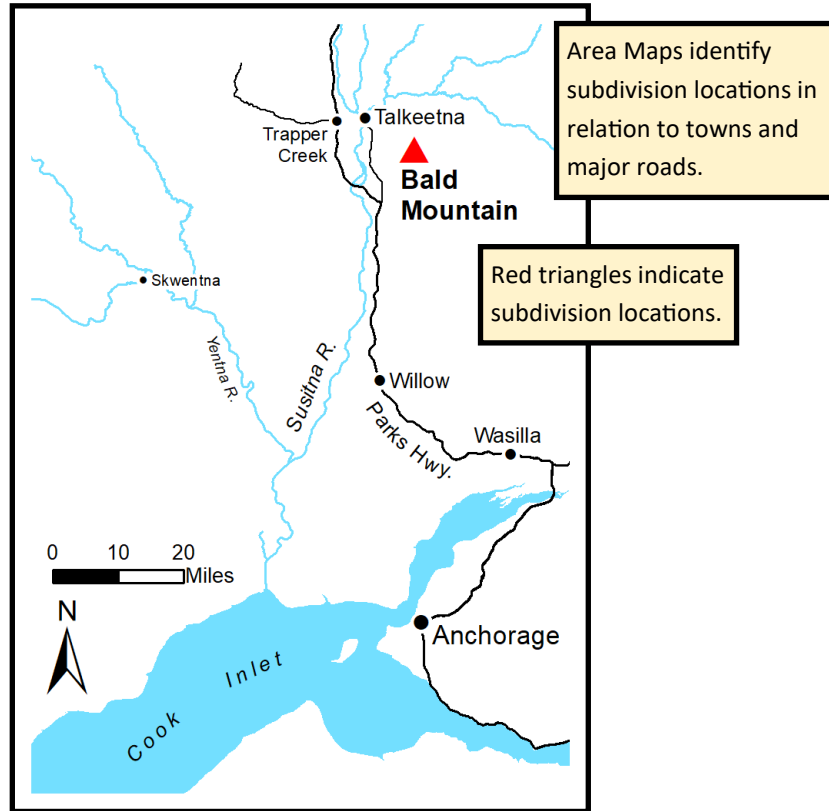 Area Maps identify
subdivision locations in
relation to towns and
major roads.
Talkeetna
Trapper
Creek
Bald
Mountain
Red triangles indicate
subdivision locations.
Skwentna
Yentna R.
Susitna R.
Willow
Parks Hwy.
Wasilla
0 10 20
Miles
N
Anchorage
Cook Inlet